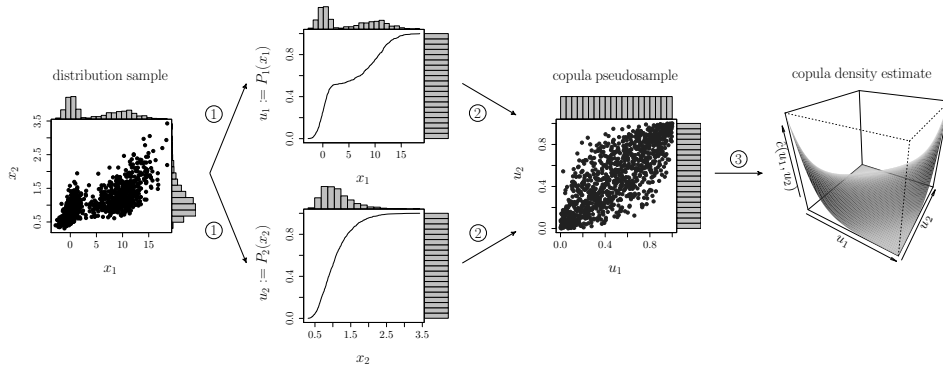 distribution sample
x₂
0.5 1.5 2.5 3.5
0 5 10 15
x₁
①
①
u₁ := P₁(x₁)
0.0 0.4 0.8
0 5 10 15
x₁
u₂ := P₂(x₂)
0.0 0.4 0.8
0.5 1.5 2.5 3.5
x₂
②
②
copula pseudosample
u₂
0.0 0.4 0.8
0.0 0.4 0.8
u₁
③
copula density estimate
c(u₁, u₂)
u₁
u₂